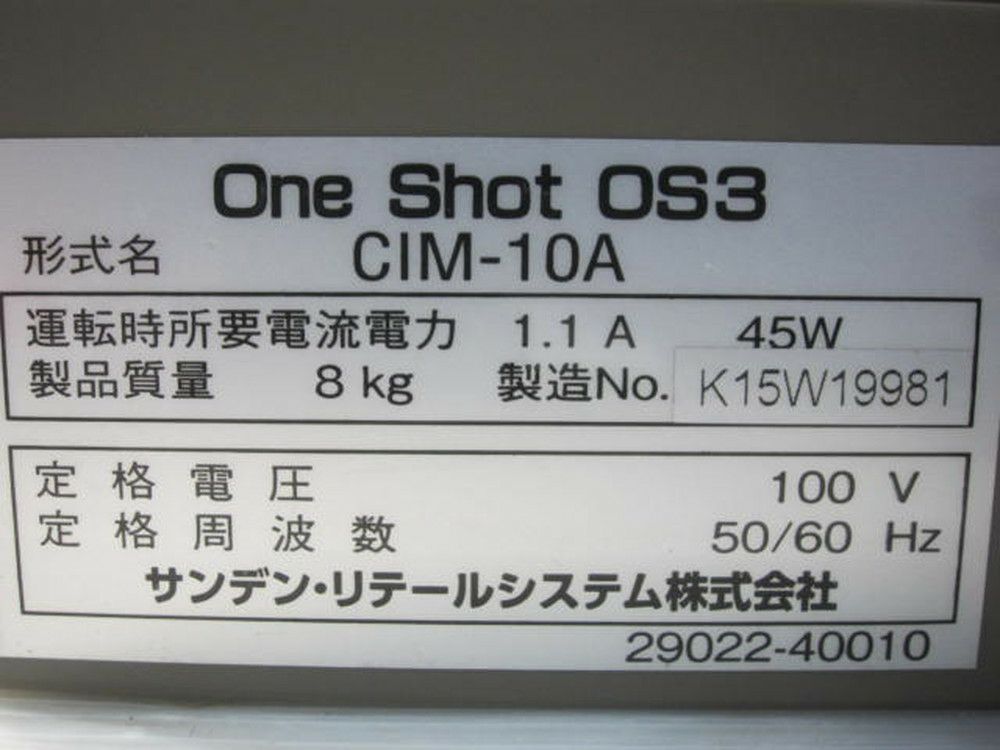 One Shot OS3
形式名 CIM-10A
運転時所要電流電力 1.1 A 45W
製品質量 8 kg 製造No. K15W19981
定格電圧 100 V
定格周波数 50/60 Hz
サンデン・リテールシステム株式会社
29022-40010